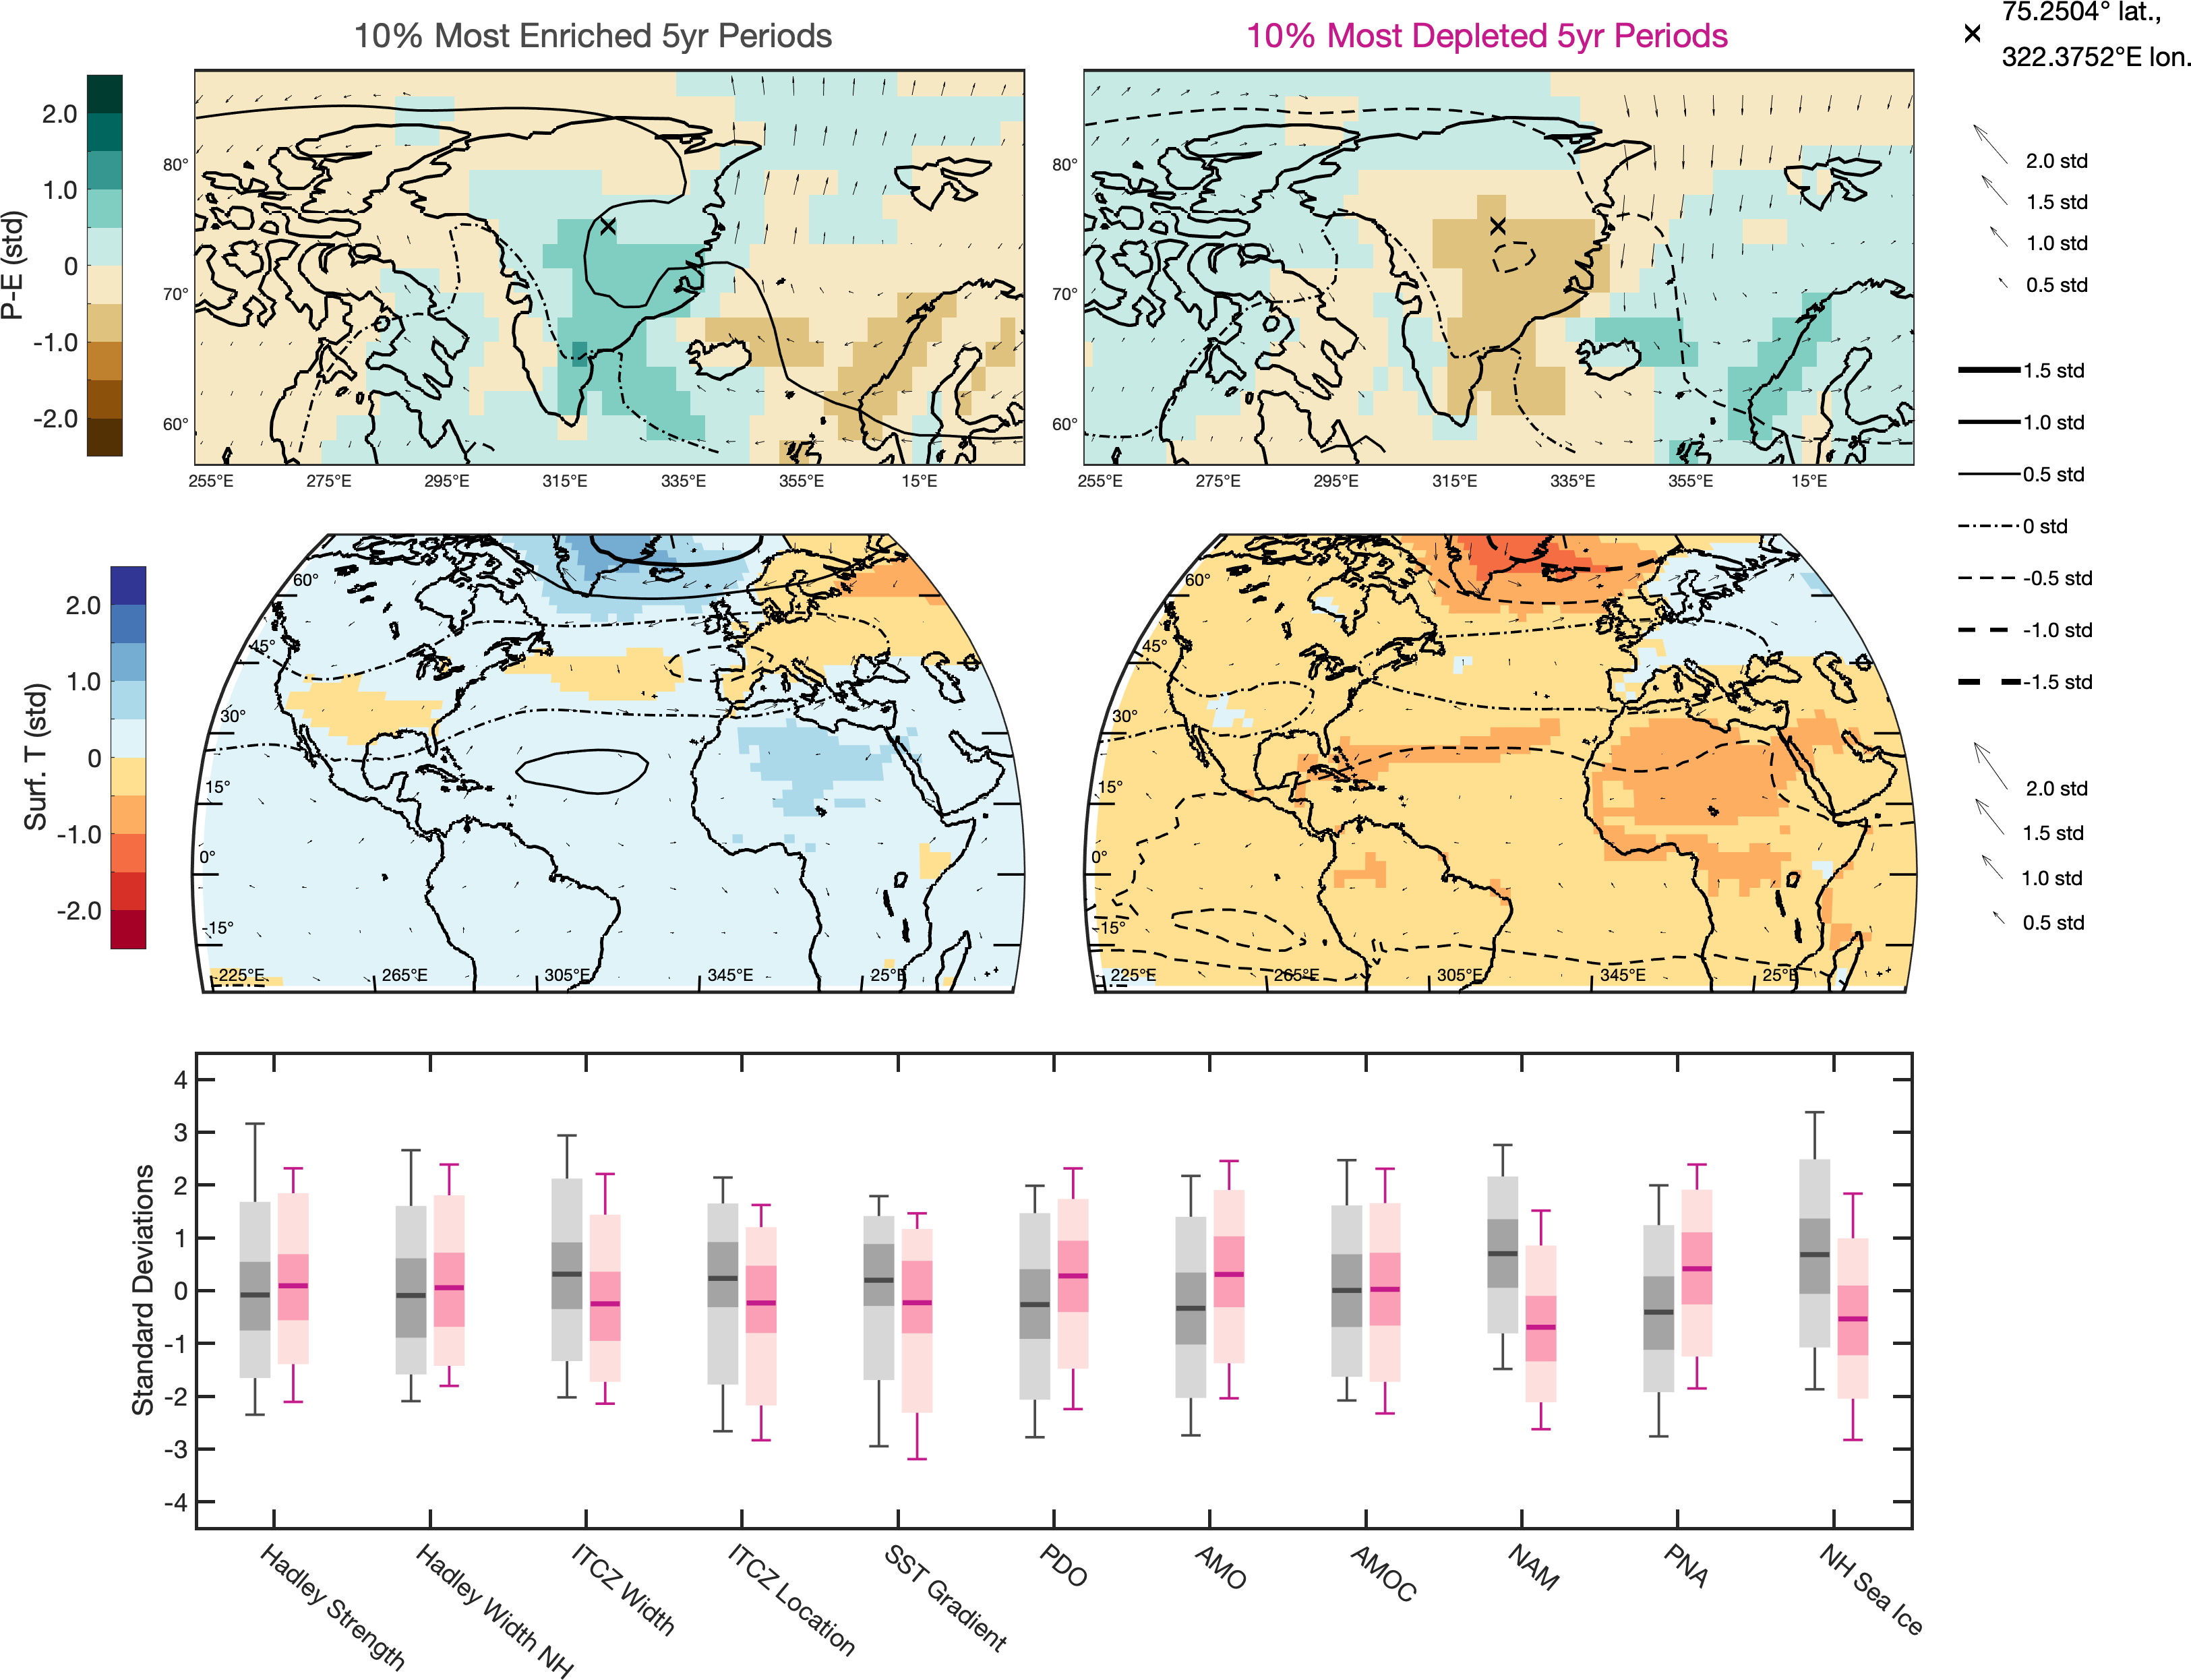 10% Most Enriched 5yr Periods
10% Most Depleted 5yr Periods
75.2504° lat.,
322.3752°E lon.
P-E (std)
2.0
1.0
0
-1.0
-2.0
80°
70°
60°
255°E 275°E 295°E 315°E 335°E 355°E 15°E
80°
70°
60°
255°E 275°E 295°E 315°E 335°E 355°E 15°E
2.0 std
1.5 std
1.0 std
0.5 std
1.5 std
1.0 std
0.5 std
0 std
-0.5 std
-1.0 std
-1.5 std
2.0 std
1.5 std
1.0 std
0.5 std
Surf. T (std)
2.0
1.0
0
-1.0
-2.0
60°
45°
30°
15°
0°
-15°
225°E 265°E 305°E 345°E 25°E
60°
45°
30°
15°
0°
-15°
225°E 265°E 305°E 345°E 25°E
Standard Deviations
4
3
2
1
0
-1
-2
-3
-4
Hadley Strength
Hadley Width NH
ITCZ Width
ITCZ Location
SST Gradient
PDO
AMO
AMOC
NAM
PNA
NH Sea Ice